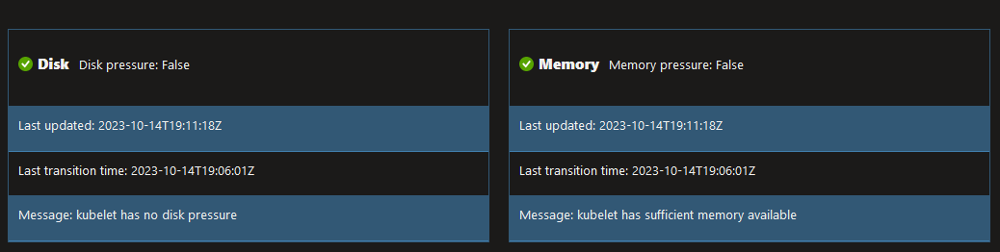 Disk Disk pressure: False
Last updated: 2023-10-14T19:11:18Z
Last transition time: 2023-10-14T19:06:01Z
Message: kubelet has no disk pressure
Memory Memory pressure: False
Last updated: 2023-10-14T19:11:18Z
Last transition time: 2023-10-14T19:06:01Z
Message: kubelet has sufficient memory available